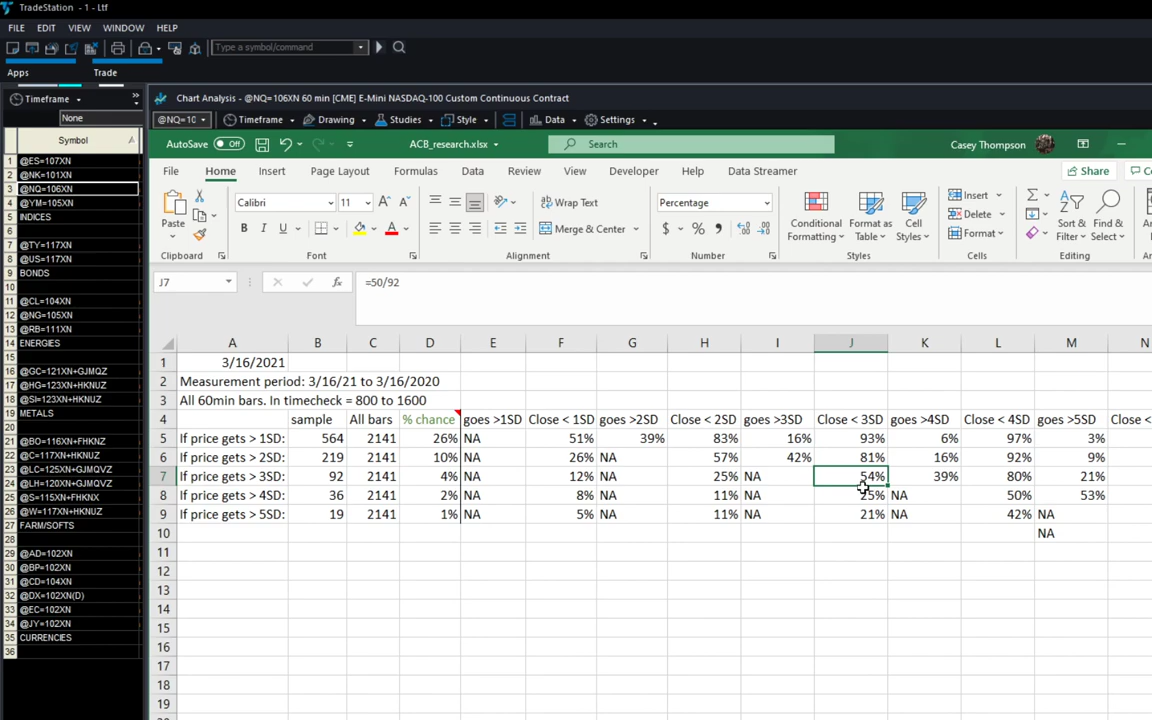 TradeStation - 1 - Ltf
FILE EDIT VIEW WINDOW HELP
Type a symbol/command
Apps Trade
Timeframe
None
Symbol
1 @ES=107XN
2 @NK=101XN
3 @NQ=106XN
4 @YM=105XN
5 INDICES
6
7 @TY=117XN
8 @US=117XN
9 BONDS
10
11 @CL=104XN
12 @NG=105XN
13 @RB=111XN
14 ENERGIES
15
16 @GC=121XN+GJMQZ
17 @HG=123XN+HKNUZ
18 @SI=123XN+HKNUZ
19 METALS
20
21 @BO=116XN+FHKNZ
22 @C=117XN+HKNUZ
23 @LC=125XN+GJMQVZ
24 @LH=120XN+GJMQVZ
25 @S=115XN+FHKNX
26 @W=117XN+HKNUZ
27 FARM/SOFTS
28
29 @AD=102XN
30 @BP=102XN
31 @CD=104XN
32 @DX=102XN(D)
33 @EC=102XN
34 @JY=102XN
35 CURRENCIES
36
Chart Analysis - @NQ=106XN 60 min [CME] E-Mini NASDAQ-100 Custom Continuous Contract
@NQ=10 Timeframe Drawing Studies Style Data Settings
AutoSave Off ACB_research.xlsx Search Casey Thompson
File Home Insert Page Layout Formulas Data Review View Developer Help Data Streamer Share
Paste Calibri 11 Wrap Text Percentage Conditional Format as Cell Insert Sort & Find &
B I U Merge & Center $ % Formatting Table Styles Delete Filter Select
Format
Clipboard Font Alignment Number Styles Cells Editing
J7 fx =50/92
A B C D E F G H I J K L M N
1 3/16/2021
2 Measurement period: 3/16/21 to 3/16/2020
3 All 60min bars. In timecheck = 800 to 1600
4 sample All bars % chance goes >1SD Close < 1SD goes >2SD Close < 2SD goes >3SD Close < 3SD goes >4SD Close < 4SD goes >5SD Close <
5 If price gets > 1SD: 564 2141 26% NA 51% 39% 83% 16% 93% 6% 97% 3%
6 If price gets > 2SD: 219 2141 10% NA 26% NA 57% 42% 81% 16% 92% 9%
7 If price gets > 3SD: 92 2141 4% NA 12% NA 25% NA 54% 39% 80% 21%
8 If price gets > 4SD: 36 2141 2% NA 8% NA 11% NA 25% NA 50% 53%
9 If price gets > 5SD: 19 2141 1% NA 5% NA 11% NA 21% NA 42% NA
10 NA
11
12
13
14
15
16
17
18
19